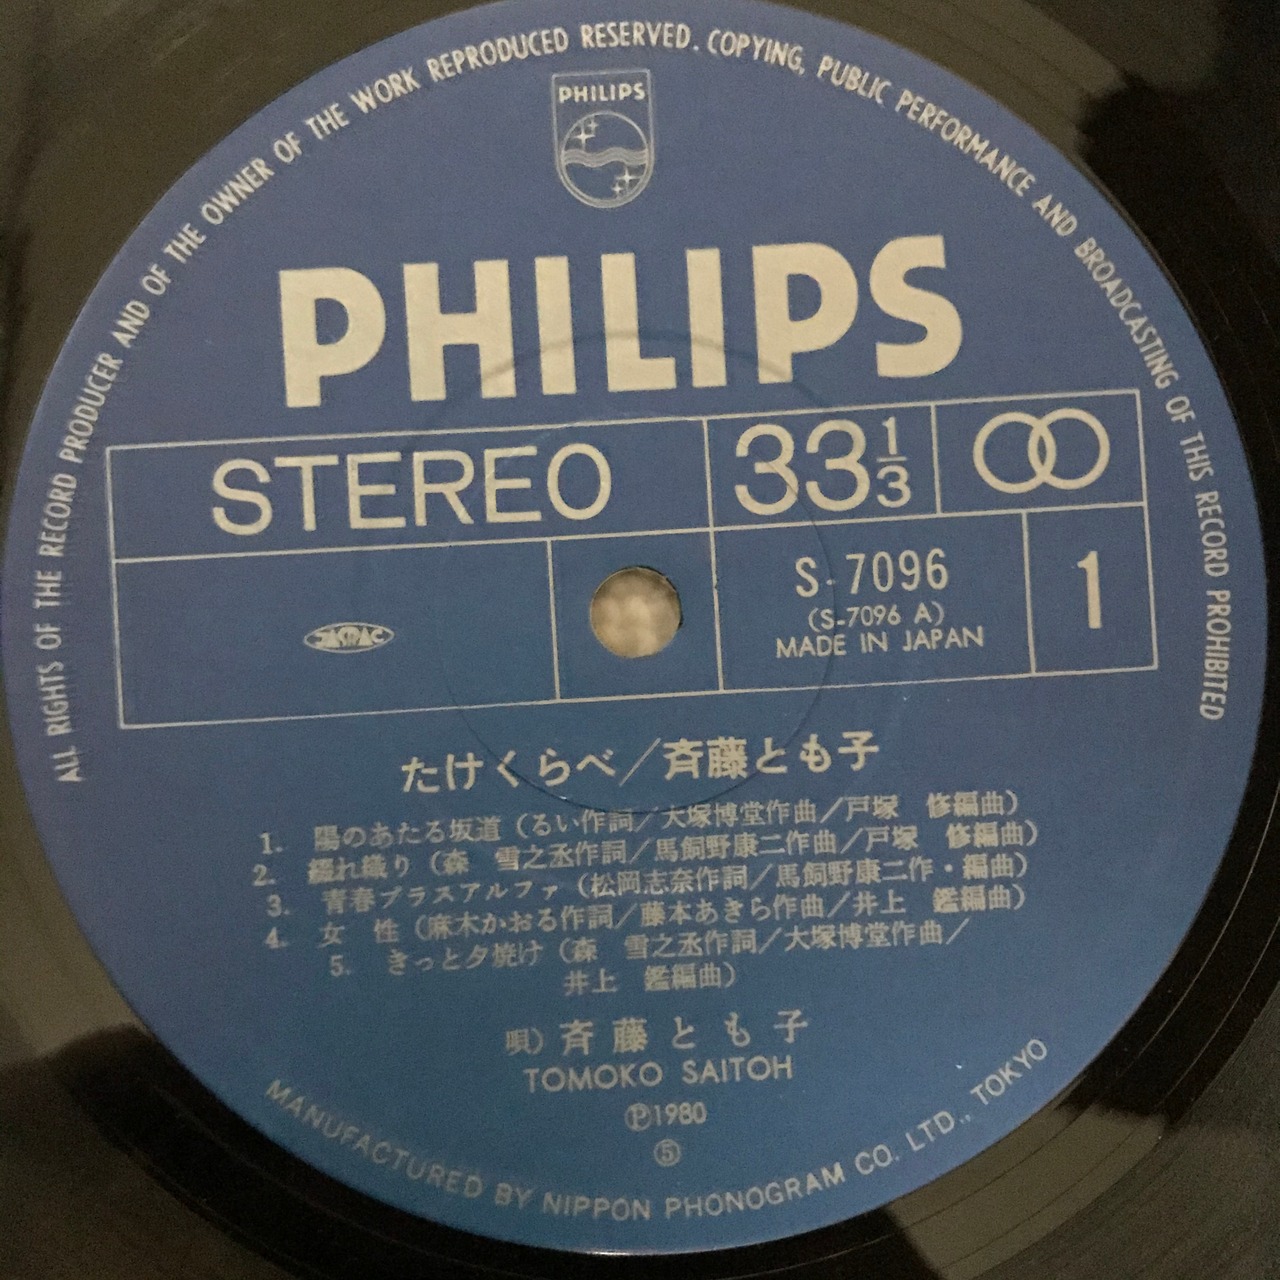 ALL RIGHTS OF THE RECORD PRODUCER AND OF THE OWNER OF THE WORK REPRODUCED RESERVED. COPYING, PUBLIC PERFORMANCE AND BROADCASTING OF THIS RECORD PROHIBITED
PHILIPS
PHILIPS
STEREO
33 1/3
JASRAC
S-7096
(S-7096 A)
MADE IN JAPAN
1
たけくらべ／斉藤とも子
1. 陽のあたる坂道（るい作詞／大塚博堂作曲／戸塚 修編曲）
2. 縺れ織り（森 雪之丞作詞／馬飼野康二作曲／戸塚 修編曲）
3. 青春プラスアルファ（松岡志奈作詞／馬飼野康二作・編曲）
4. 女 性（麻木かおる作詞／藤本あきら作曲／井上 鑑編曲）
5. きっと夕焼け（森 雪之丞作詞／大塚博堂作曲／
井上 鑑編曲）
唄）斉藤とも子
TOMOKO SAITOH
℗1980
⑤
MANUFACTURED BY NIPPON PHONOGRAM CO. LTD., TOKYO